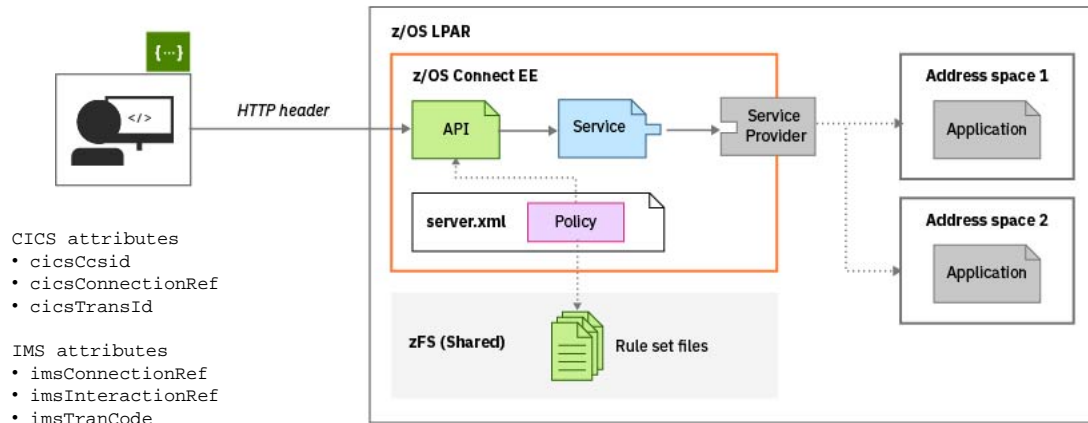 z/OS LPAR
{...}
z/OS Connect EE
Address space 1
</>
HTTP header
API
Service
Service
Provider
Application
server.xml
Policy
Address space 2
Application
CICS attributes
• cicsCcsid
• cicsConnectionRef
• cicsTransId
zFS (Shared)
Rule set files
IMS attributes
• imsConnectionRef
• imsInteractionRef
• imsTranCode